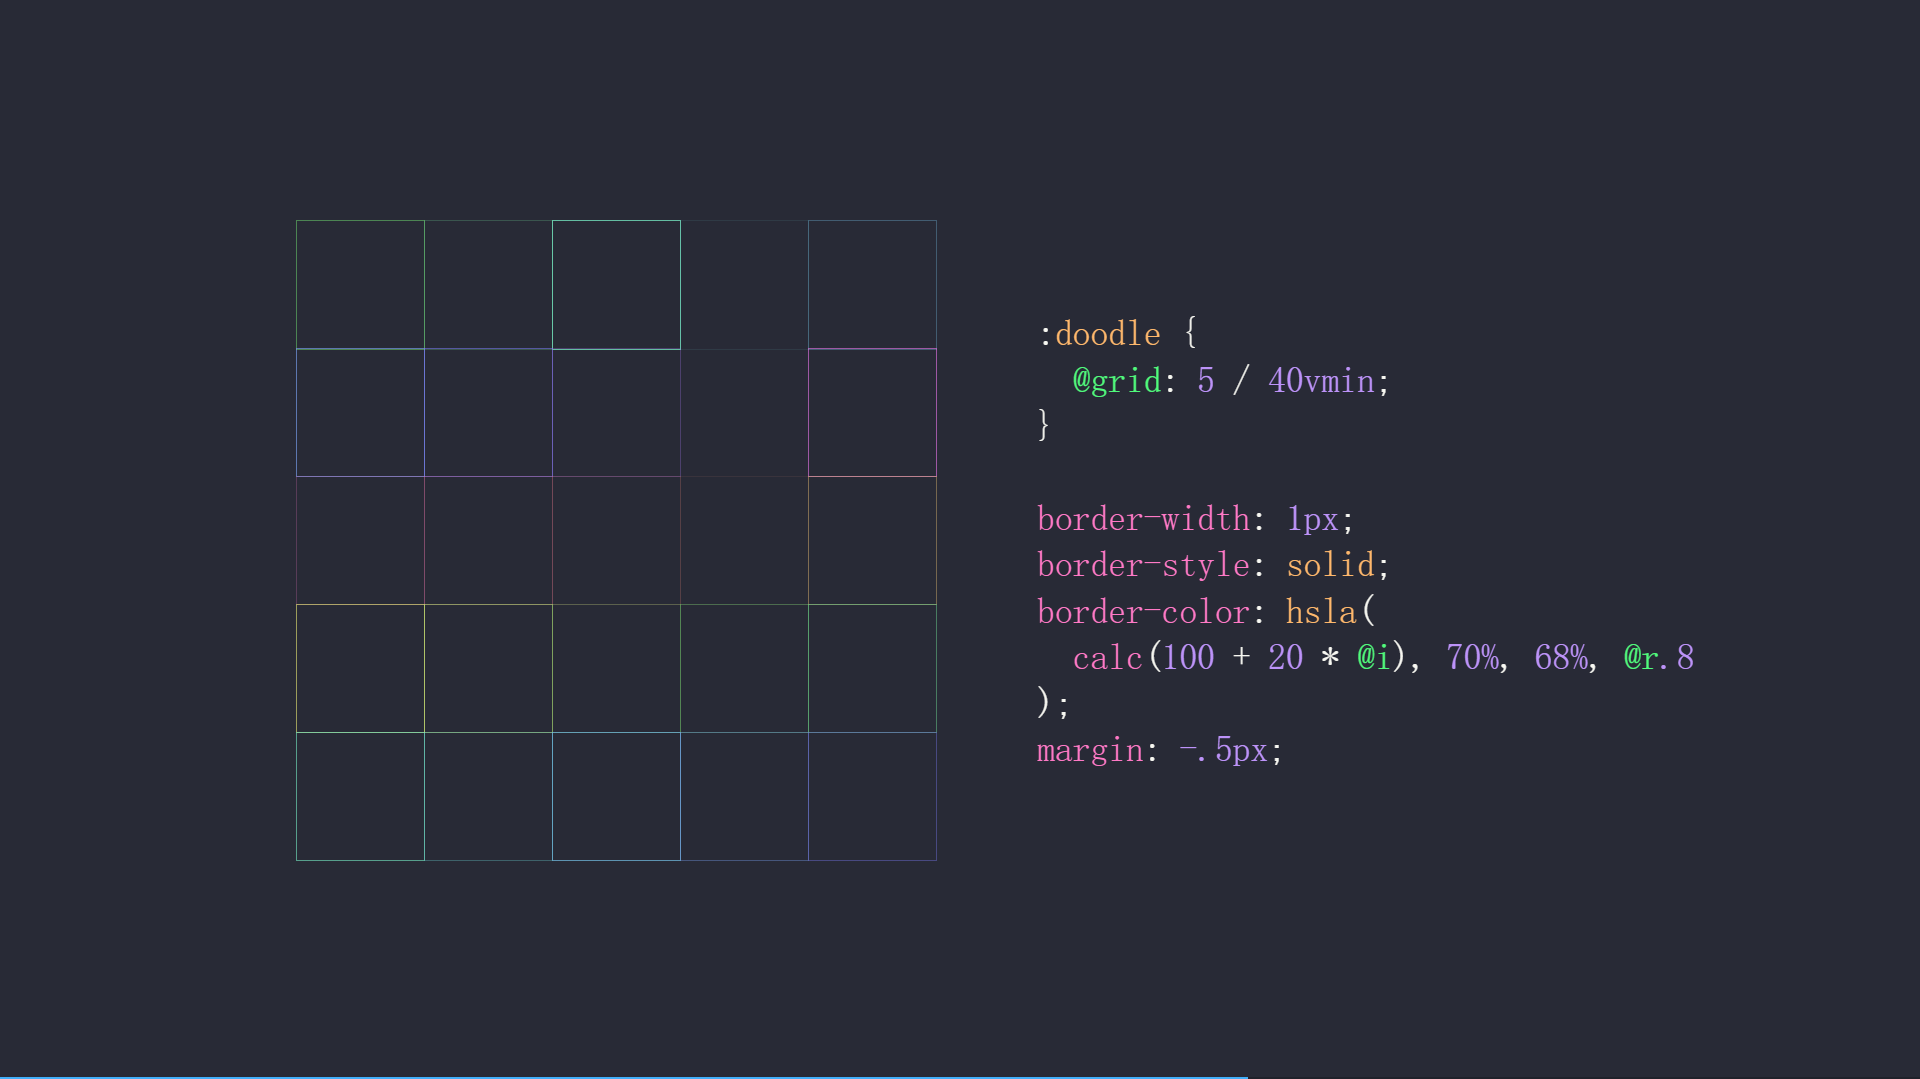 :doodle {
  @grid: 5 / 40vmin;
}

border-width: 1px;
border-style: solid;
border-color: hsla(
  calc(100 + 20 * @i), 70%, 68%, @r.8
);
margin: -.5px;